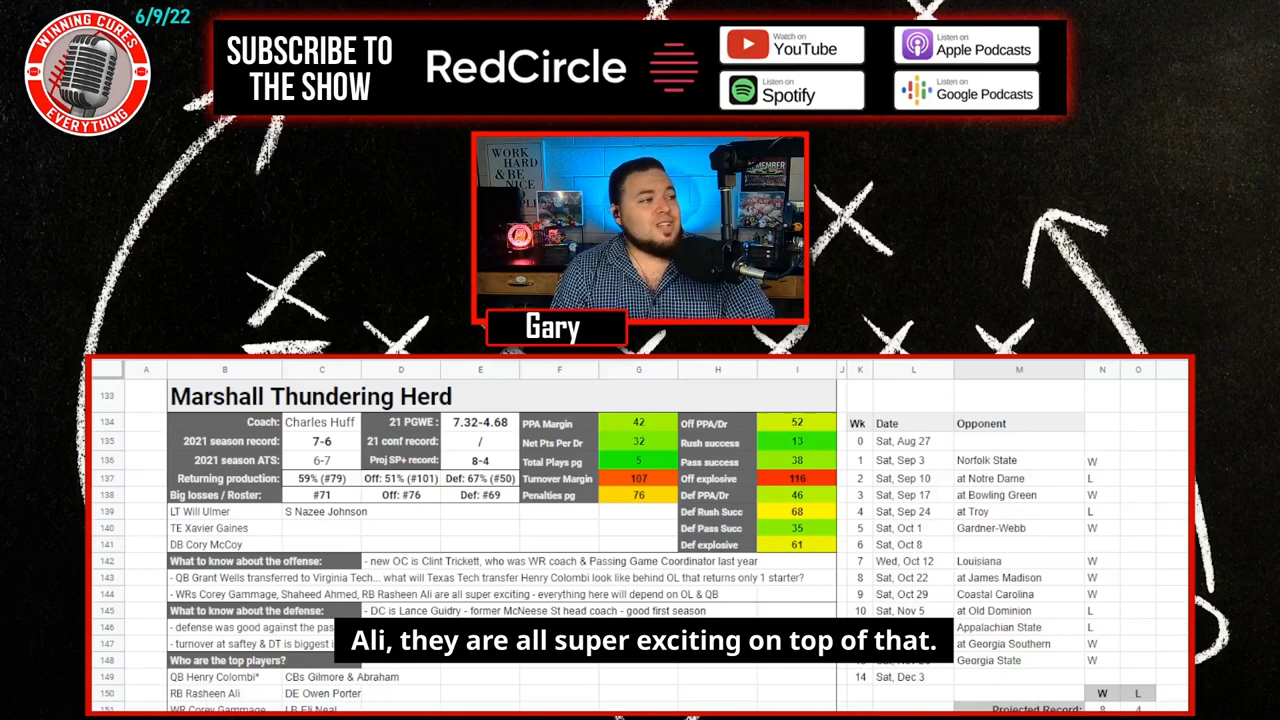 6/9/22
WINNING CURES
EVERYTHING
SUBSCRIBE TO
THE SHOW
RedCircle
Watch on
YouTube
Listen on
Spotify
Listen on
Apple Podcasts
Listen on
Google Podcasts
WORK
HARD
& BE
NICE
Gary
A B C D E F G H I J K L M N O
133 Marshall Thundering Herd
134 Coach: Charles Huff 21 PGWE : 7.32-4.68 PPA Margin 42 Off PPA/Dr 52 Wk Date Opponent
135 2021 season record: 7-6 21 conf record: / Net Pts Per Dr 32 Rush success 13 0 Sat, Aug 27
136 2021 season ATS: 6-7 Proj SP+ record: 8-4 Total Plays pg 5 Pass success 38 1 Sat, Sep 3 Norfolk State W
137 Returning production: 59% (#79) Off: 51% (#101) Def: 67% (#50) Turnover Margin 107 Off explosive 116 2 Sat, Sep 10 at Notre Dame L
138 Big losses / Roster: #71 Off: #76 Def: #69 Penalties pg 76 Def PPA/Dr 46 3 Sat, Sep 17 at Bowling Green W
139 LT Will Ulmer S Nazee Johnson Def Rush Succ 68 4 Sat, Sep 24 at Troy L
140 TE Xavier Gaines Def Pass Succ 35 5 Sat, Oct 1 Gardner-Webb W
141 DB Cory McCoy Def explosive 61 6 Sat, Oct 8
142 What to know about the offense: - new OC is Clint Trickett, who was WR coach & Passing Game Coordinator last year 7 Wed, Oct 12 Louisiana W
143 - QB Grant Wells transferred to Virginia Tech... what will Texas Tech transfer Henry Colombi look like behind OL that returns only 1 starter? 8 Sat, Oct 22 at James Madison W
144 - WRs Corey Gammage, Shaheed Ahmed, RB Rasheen Ali are all super exciting - everything here will depend on OL & QB 9 Sat, Oct 29 Coastal Carolina W
145 What to know about the defense: - DC is Lance Guidry - former McNeese St head coach - good first season 10 Sat, Nov 5 at Old Dominion L
146 - defense was good against the pas Appalachian State L
147 - turnover at saftey & DT is biggest i at Georgia Southern W
148 Who are the top players? Georgia State W
Ali, they are all super exciting on top of that.
149 QB Henry Colombi* CBs Gilmore & Abraham 14 Sat, Dec 3
150 RB Rasheen Ali DE Owen Porter W L
151 WR Corey Gammage LB Eli Neal Projected Record: 8 4